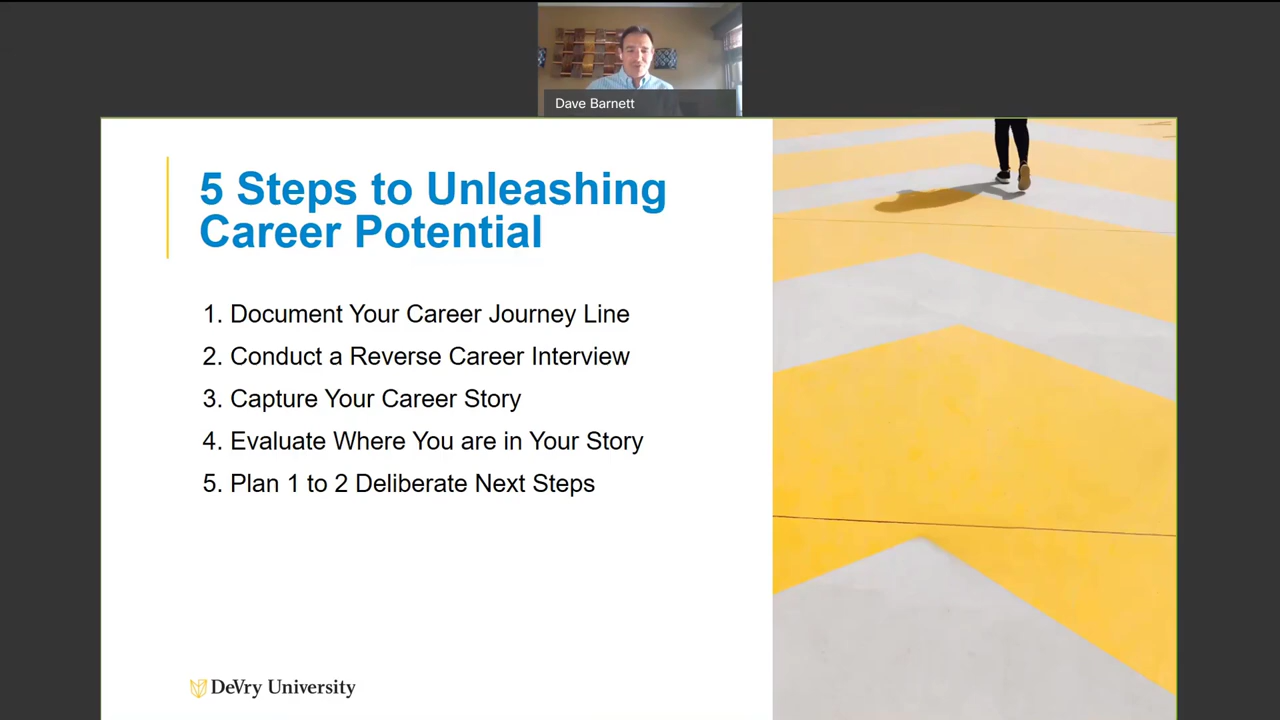 Dave Barnett
5 Steps to Unleashing
Career Potential
1. Document Your Career Journey Line
2. Conduct a Reverse Career Interview
3. Capture Your Career Story
4. Evaluate Where You are in Your Story
5. Plan 1 to 2 Deliberate Next Steps
DeVry University